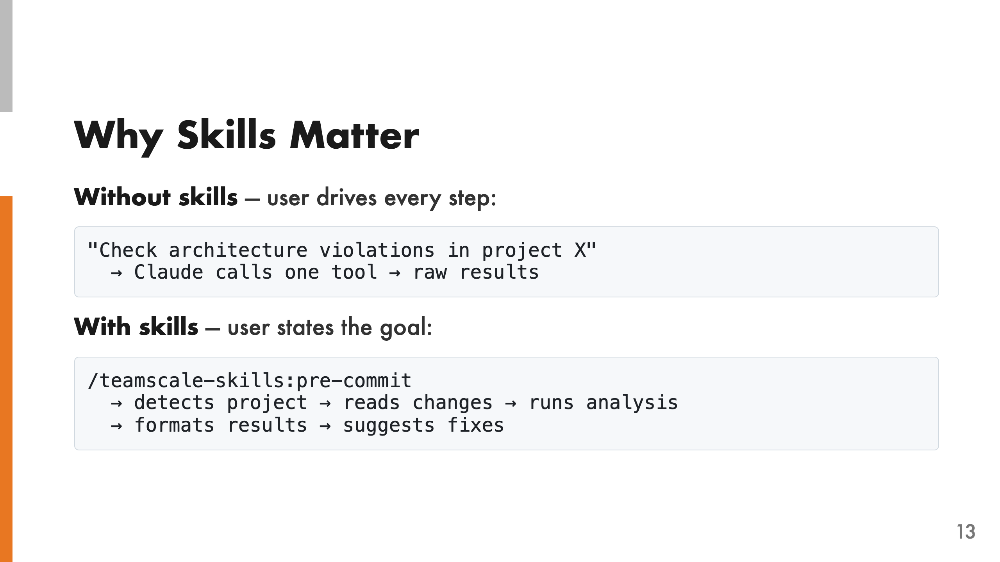 Why Skills Matter
Without skills — user drives every step:
"Check architecture violations in project X"
  → Claude calls one tool → raw results
With skills — user states the goal:
/teamscale-skills:pre-commit
  → detects project → reads changes → runs analysis
  → formats results → suggests fixes
13